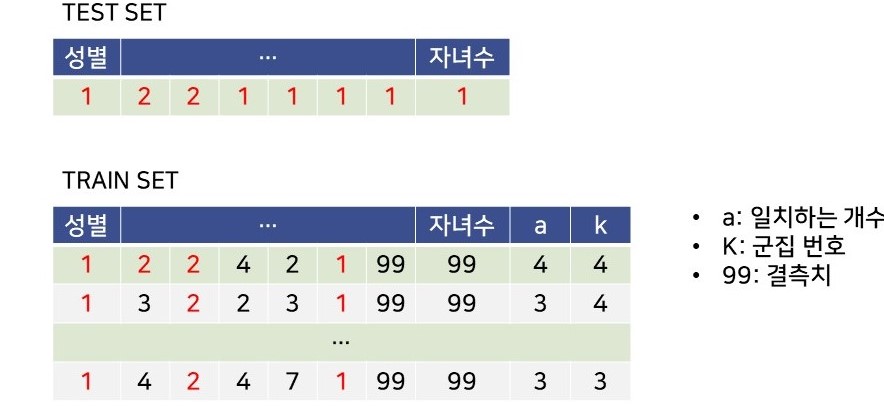 TEST SET
성별 ... 자녀수
1 2 2 1 1 1 1 1
TRAIN SET
성별 ... 자녀수 a k
1 2 2 4 2 1 99 99 4 4
1 3 2 2 3 1 99 99 3 4
...
1 4 2 4 7 1 99 99 3 3
• a: 일치하는 개수
• K: 군집 번호
• 99: 결측치